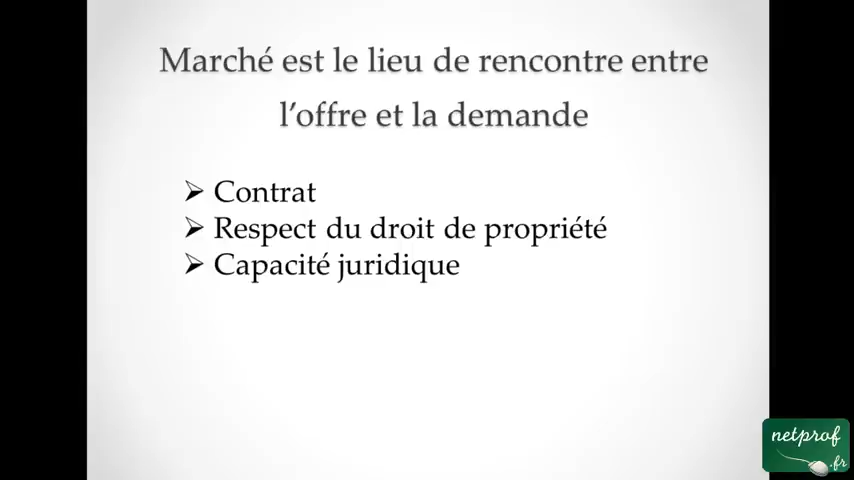 Marché est le lieu de rencontre entre
l'offre et la demande
➢ Contrat
➢ Respect du droit de propriété
➢ Capacité juridique
netprof
.fr